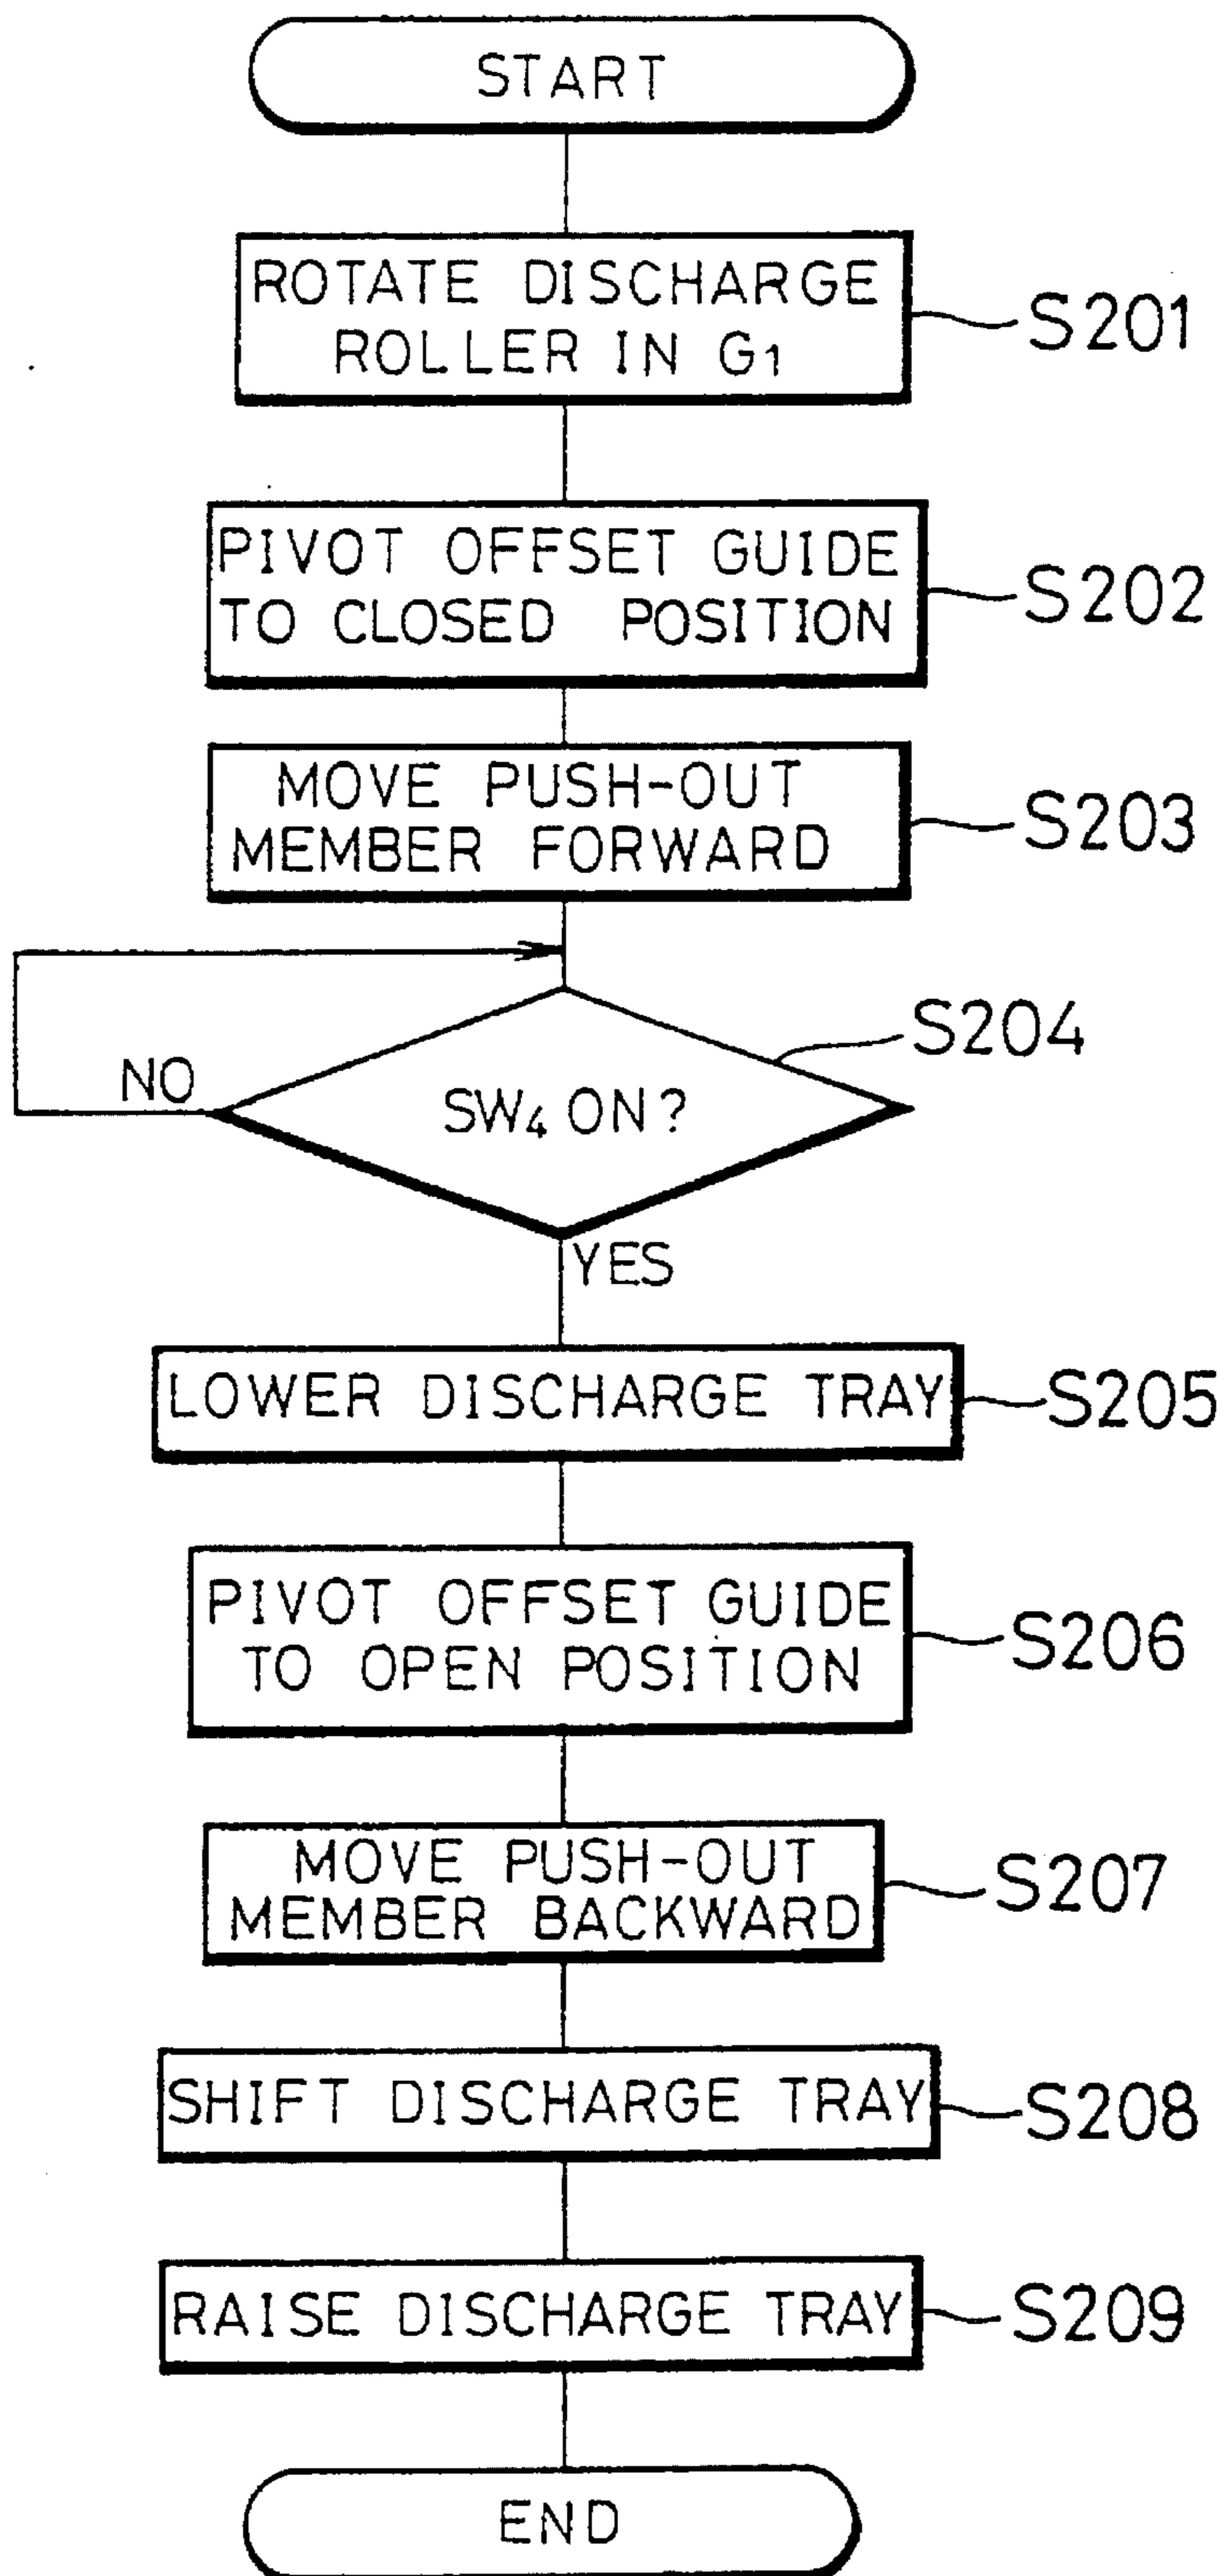 START
ROTATE DISCHARGE
ROLLER IN G₁
S201
PIVOT OFFSET GUIDE
TO CLOSED POSITION
S202
MOVE PUSH-OUT
MEMBER FORWARD
S203
S204
NO
SW₄ ON?
YES
LOWER DISCHARGE TRAY
S205
PIVOT OFFSET GUIDE
TO OPEN POSITION
S206
MOVE PUSH-OUT
MEMBER BACKWARD
S207
SHIFT DISCHARGE TRAY
S208
RAISE DISCHARGE TRAY
S209
END